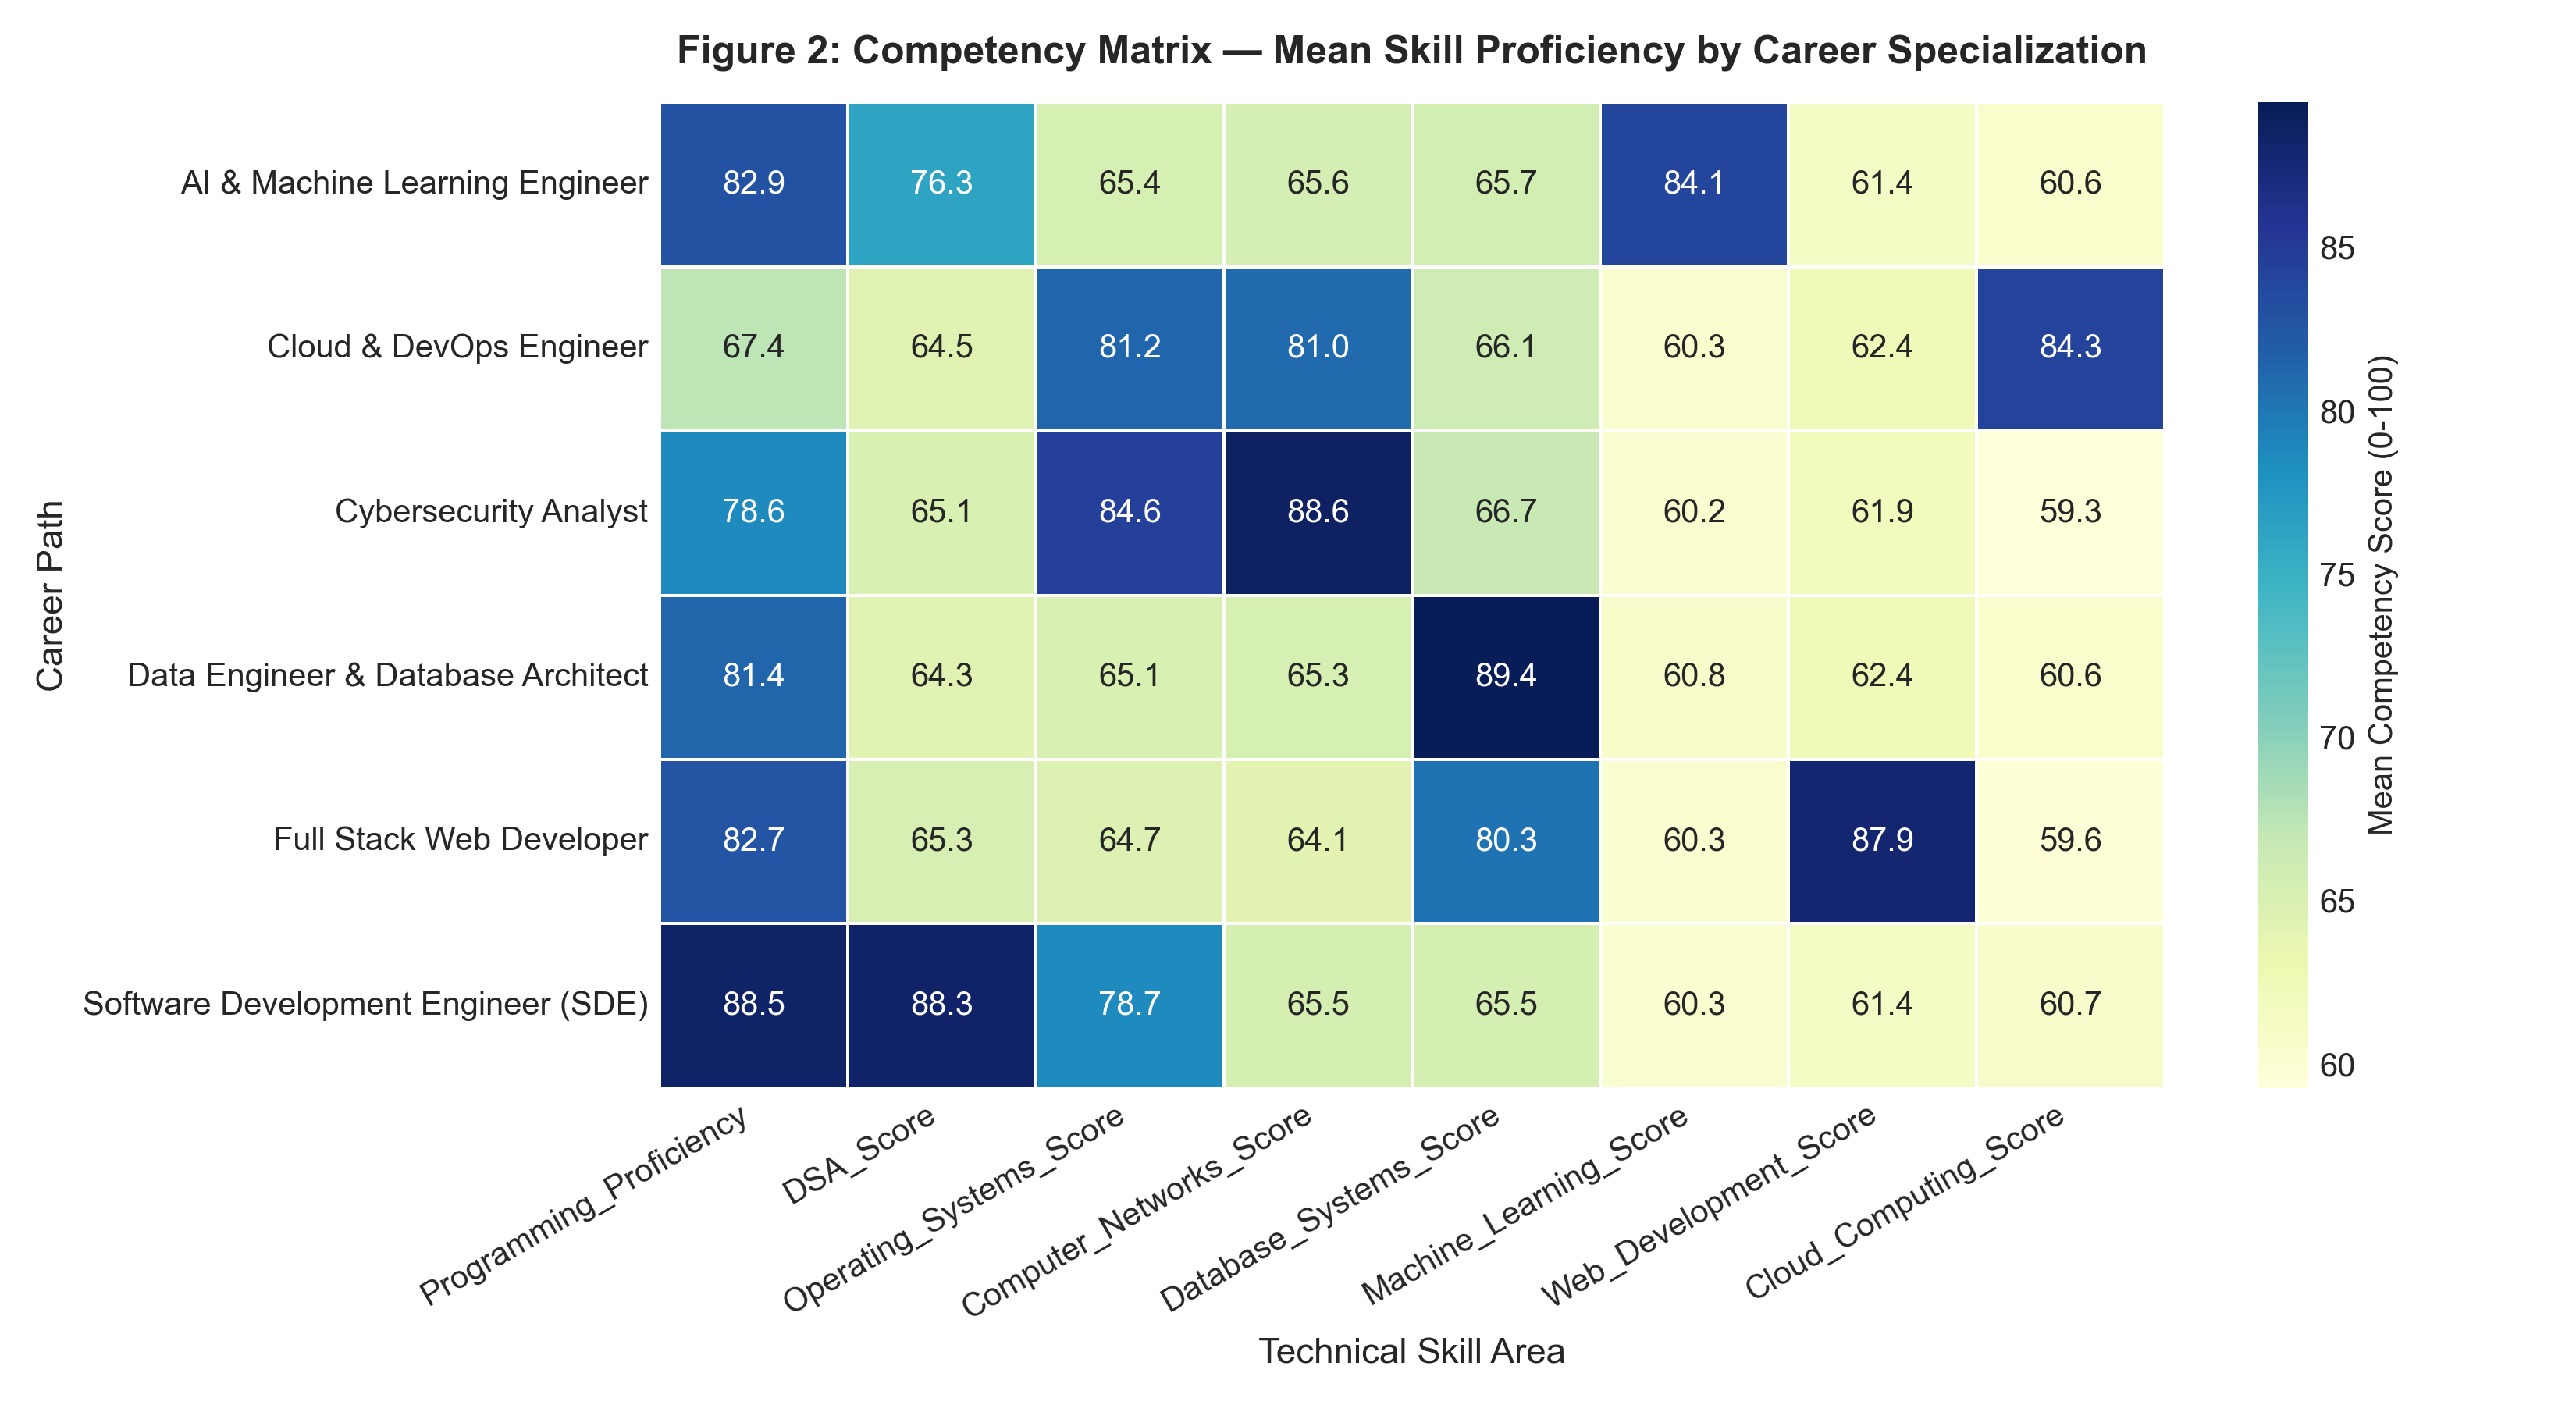 Figure 2: Competency Matrix — Mean Skill Proficiency by Career Specialization
AI & Machine Learning Engineer 82.9 76.3 65.4 65.6 65.7 84.1 61.4 60.6
Cloud & DevOps Engineer 67.4 64.5 81.2 81.0 66.1 60.3 62.4 84.3
Cybersecurity Analyst 78.6 65.1 84.6 88.6 66.7 60.2 61.9 59.3
Data Engineer & Database Architect 81.4 64.3 65.1 65.3 89.4 60.8 62.4 60.6
Full Stack Web Developer 82.7 65.3 64.7 64.1 80.3 60.3 87.9 59.6
Software Development Engineer (SDE) 88.5 88.3 78.7 65.5 65.5 60.3 61.4 60.7
Career Path
Programming_Proficiency
DSA_Score
Operating_Systems_Score
Computer_Networks_Score
Database_Systems_Score
Machine_Learning_Score
Web_Development_Score
Cloud_Computing_Score
Technical Skill Area
85
80
75
70
65
60
Mean Competency Score (0-100)